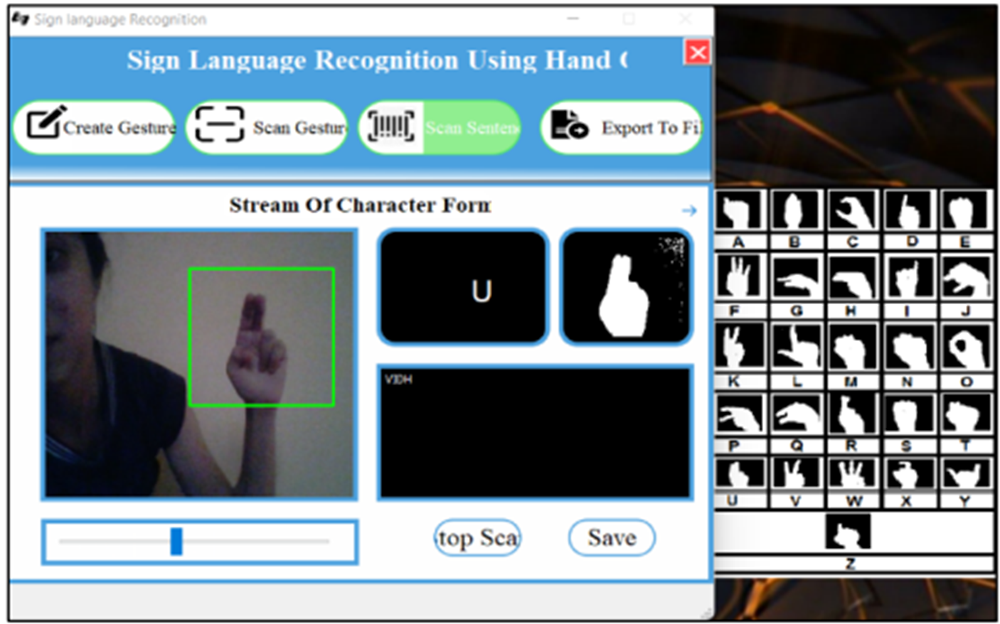 Sign language Recognition
Sign Language Recognition Using Hand
Create Gesture
Scan Gestur
Scan Senten
Export To Fi
Stream Of Character Form
U
VIDH
top Sca
Save
A B C D E
F G H I J
K L M N O
P Q R S T
U V W X Y
Z